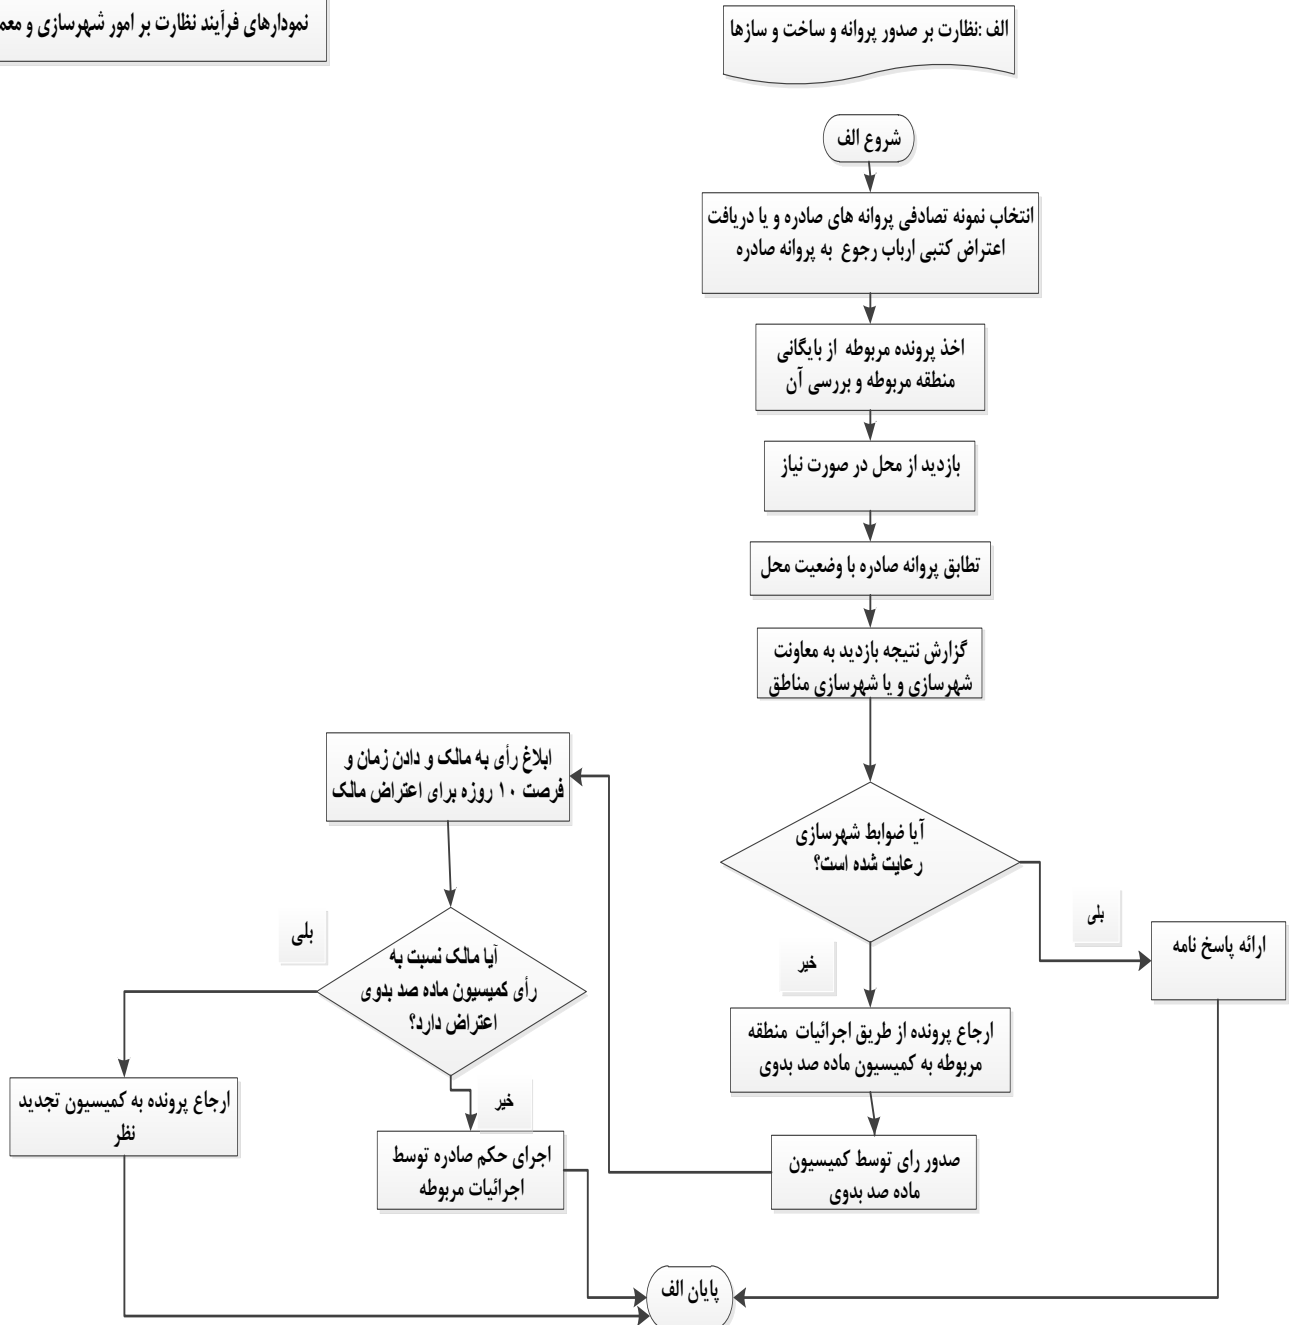 نمودارهای فرآیند نظارت بر امور شهرسازی و
الف :نظارت بر صدور پروانه و ساخت و سازها
شروع الف
انتخاب نمونه تصادفی پروانه های صادره و یا دریافت
اعتراض کتبی ارباب رجوع به پروانه صادره
اخذ پرونده مربوطه از بایگانی
منطقه مربوطه و بررسی آن
بازدید از محل در صورت نیاز
تطابق پروانه صادره با وضعیت محل
گزارش نتیجه بازدید به معاونت
شهرسازی و یا شهرسازی مناطق
آیا ضوابط شهرسازی
رعایت شده است؟
بلی
ارائه پاسخ نامه
خیر
ارجاع پرونده از طریق اجرائیات منطقه
مربوطه به کمیسیون ماده صد بدوی
صدور رای توسط کمیسیون
ماده صد بدوی
ابلاغ رأی به مالک و دادن زمان و
فرصت ۱۰ روزه برای اعتراض مالک
آیا مالک نسبت به
رأی کمیسیون ماده صد بدوی
اعتراض دارد؟
بلی
ارجاع پرونده به کمیسیون تجدید
نظر
خیر
اجرای حکم صادره توسط
اجرائیات مربوطه
پایان الف